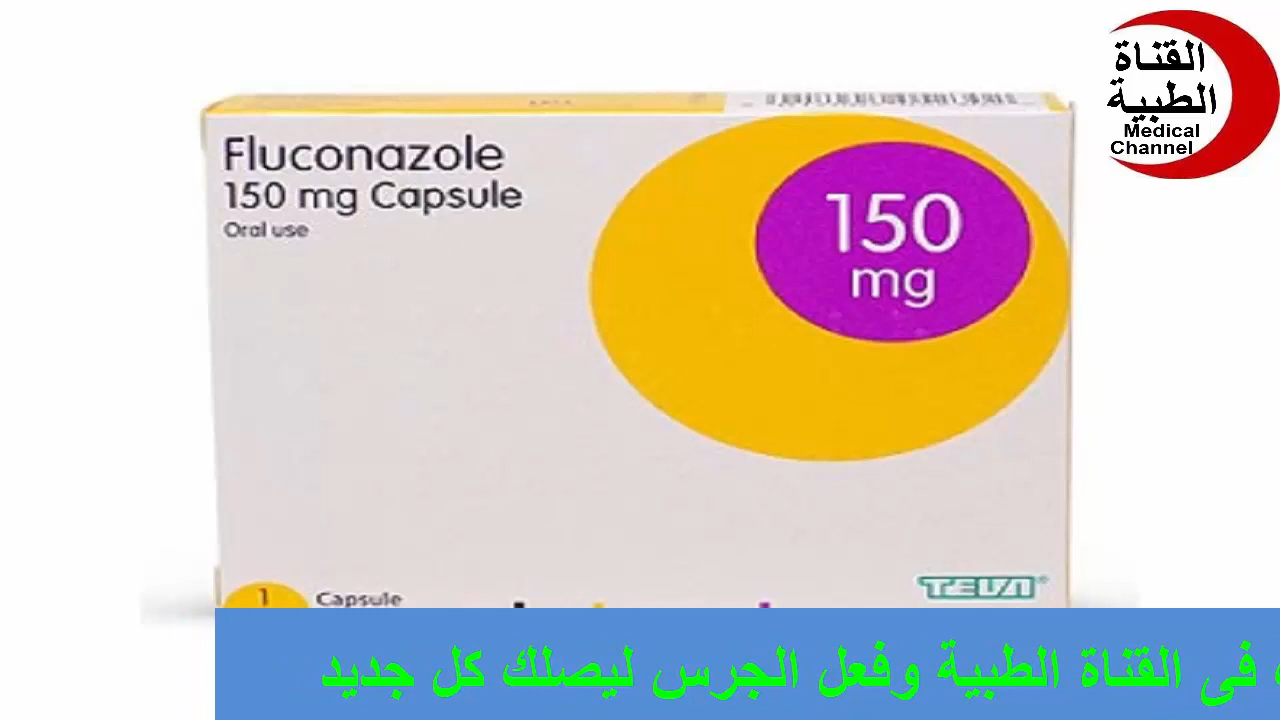 القناة
الطبية
Medical
Channel
Fluconazole
150 mg Capsule
Oral use
150
mg
TEVA
1
Capsule
فى القناة الطبية وفعل الجرس ليصلك كل جديد